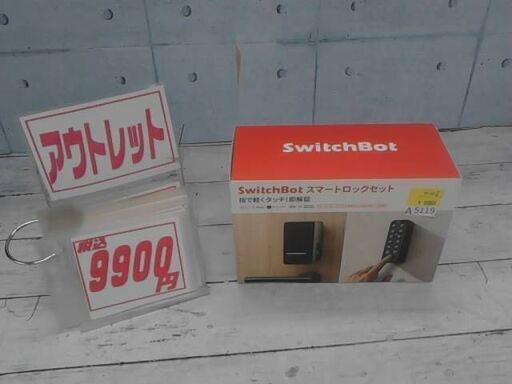 アウトレット
税込
9900円
SwitchBot
SwitchBot スマートロックセット
指で軽くタッチ!即解錠
A5119